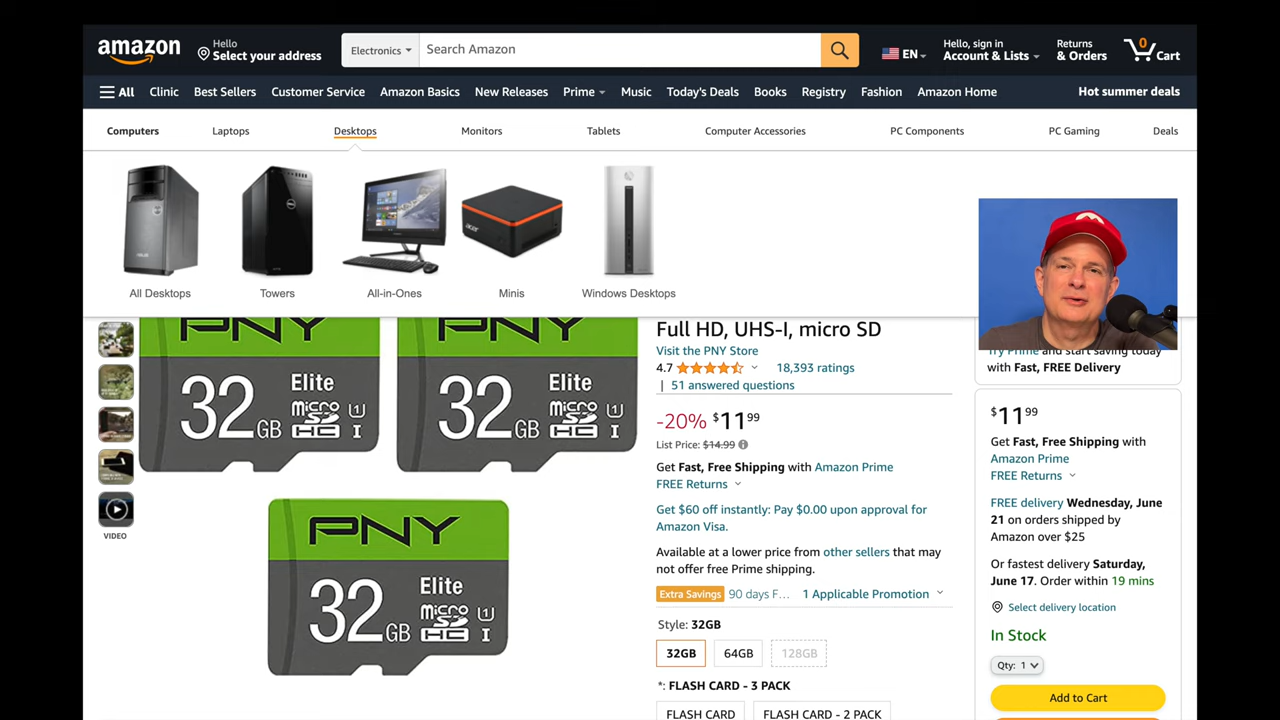 amazon
Hello
Select your address
Electronics
Search Amazon
EN
Hello, sign in
Account & Lists
Returns
& Orders
0
Cart
All
Clinic
Best Sellers
Customer Service
Amazon Basics
New Releases
Prime
Music
Today's Deals
Books
Registry
Fashion
Amazon Home
Hot summer deals
Computers
Laptops
Desktops
Monitors
Tablets
Computer Accessories
PC Components
PC Gaming
Deals
acer
All Desktops
Towers
All-in-Ones
Minis
Windows Desktops
PNY
32GB
Elite
micro SD HC I
U1
PNY
32GB
Elite
micro SD HC I
U1
PNY
32GB
Elite
micro SD HC I
U1
VIDEO
Full HD, UHS-I, micro SD
Visit the PNY Store
4.7
18,393 ratings
| 51 answered questions
-20% $11 99
List Price: $14.99
Get Fast, Free Shipping with Amazon Prime
FREE Returns
Get $60 off instantly: Pay $0.00 upon approval for
Amazon Visa.
Available at a lower price from other sellers that may
not offer free Prime shipping.
Extra Savings 90 days F... 1 Applicable Promotion
Style: 32GB
32GB
64GB
128GB
*: FLASH CARD - 3 PACK
FLASH CARD
FLASH CARD - 2 PACK
Try Prime and start saving today
with Fast, FREE Delivery
$11 99
Get Fast, Free Shipping with
Amazon Prime
FREE Returns
FREE delivery Wednesday, June
21 on orders shipped by
Amazon over $25
Or fastest delivery Saturday,
June 17. Order within 19 mins
Select delivery location
In Stock
Qty: 1
Add to Cart